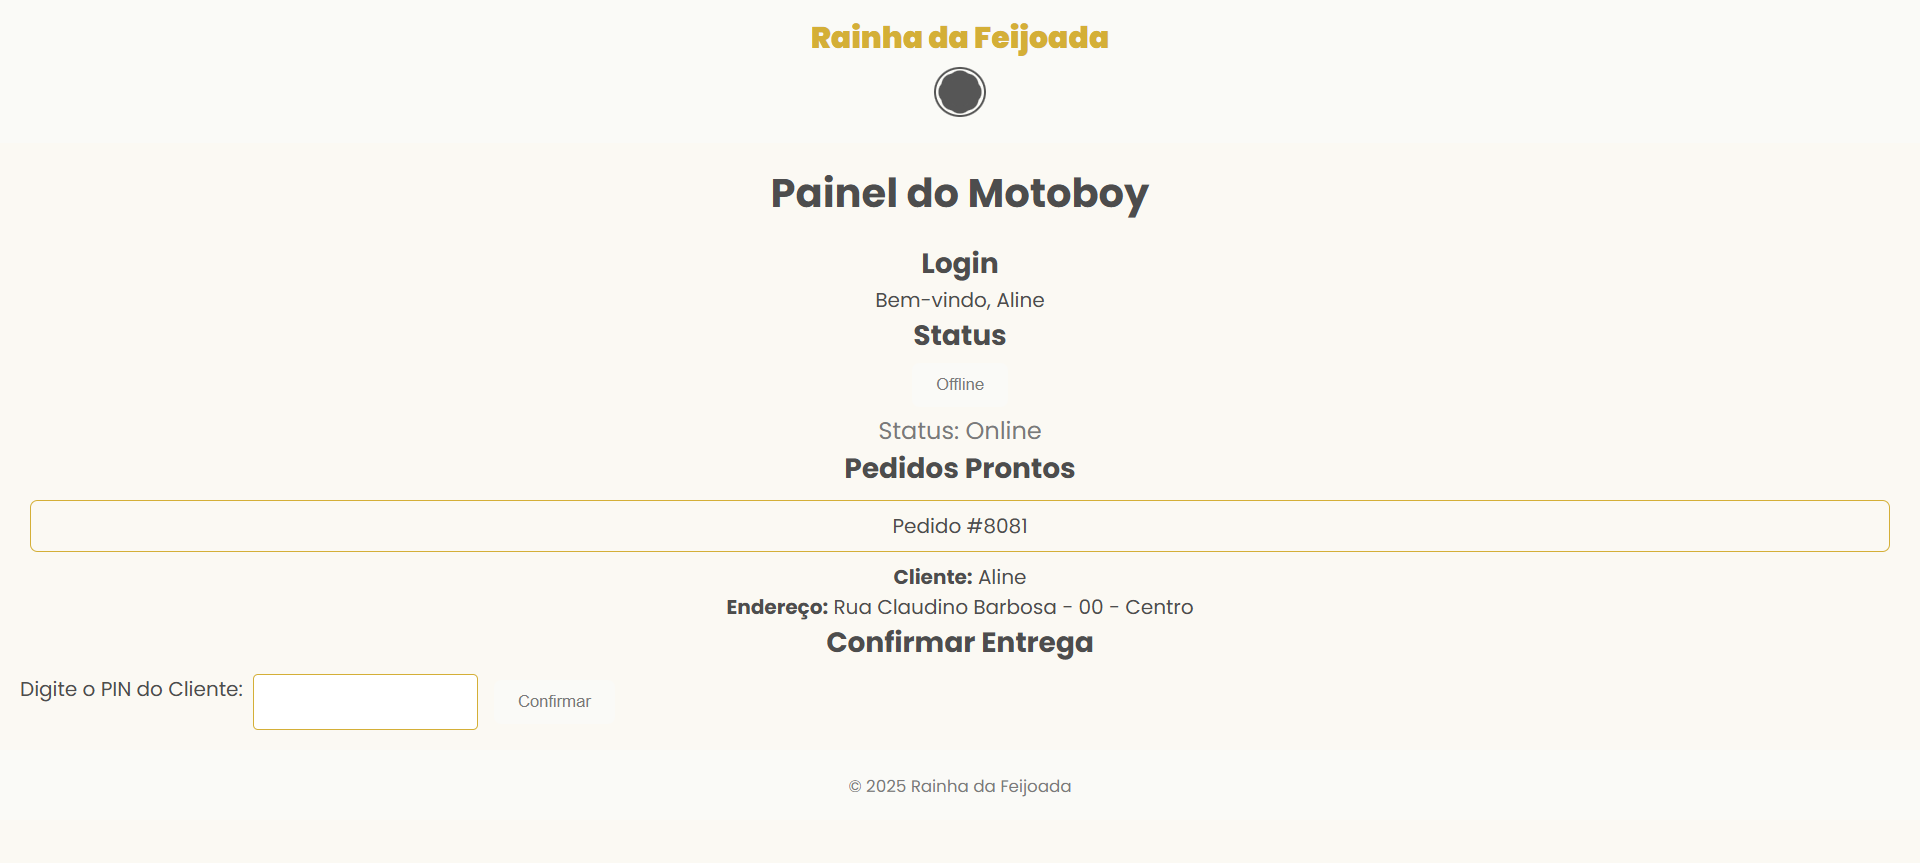 Rainha da Feijoada
Painel do Motoboy
Login
Bem-vindo, Aline
Status
Offline
Status: Online
Pedidos Prontos
Pedido #8081
Cliente: Aline
Endereço: Rua Claudino Barbosa - 00 - Centro
Confirmar Entrega
Digite o PIN do Cliente:
Confirmar
© 2025 Rainha da Feijoada